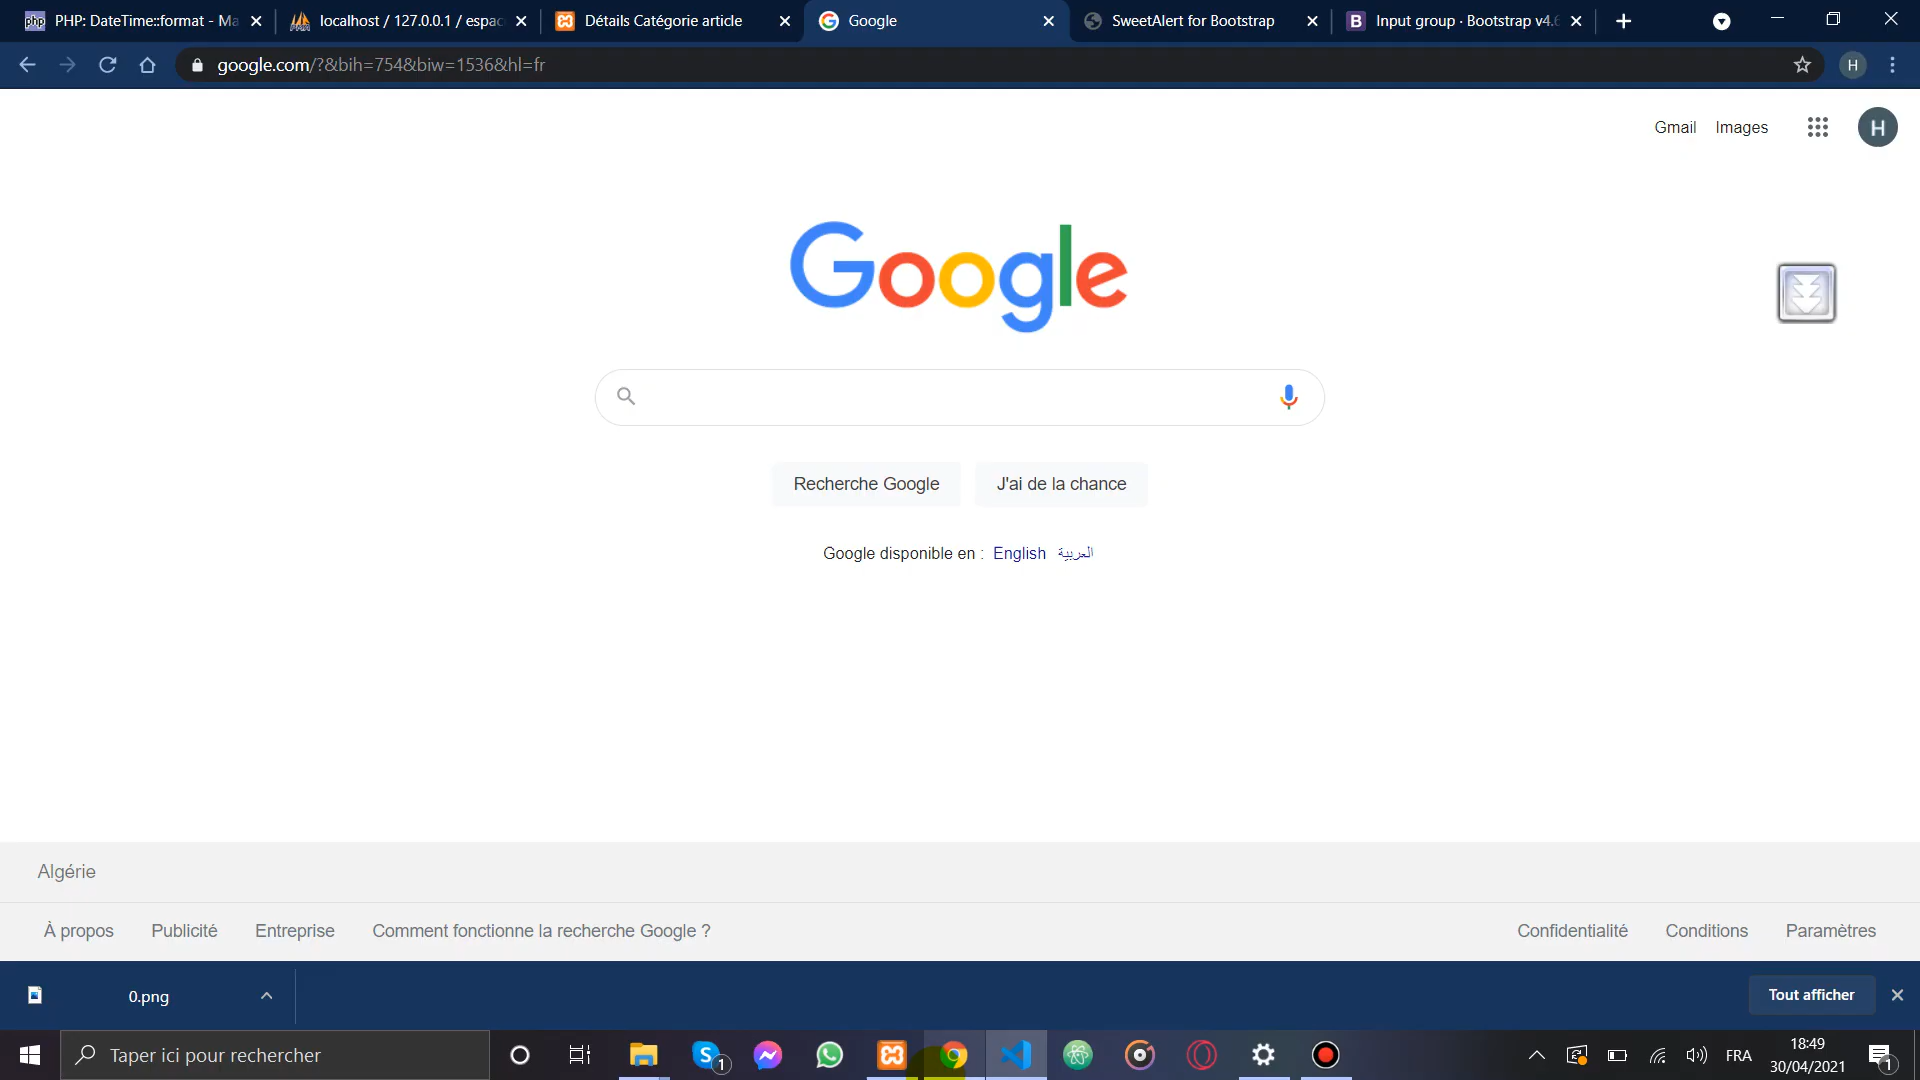 PHP: DateTime::format - Ma
localhost / 127.0.0.1 / espac
Détails Catégorie article
Google
SweetAlert for Bootstrap
Input group · Bootstrap v4.6
google.com/?&bih=754&biw=1536&hl=fr
H
Gmail
Images
H
Google
Recherche Google
J'ai de la chance
Google disponible en : English العربية
Algérie
À propos
Publicité
Entreprise
Comment fonctionne la recherche Google ?
Confidentialité
Conditions
Paramètres
0.png
Tout afficher
Taper ici pour rechercher
1
FRA
18:49
30/04/2021
1